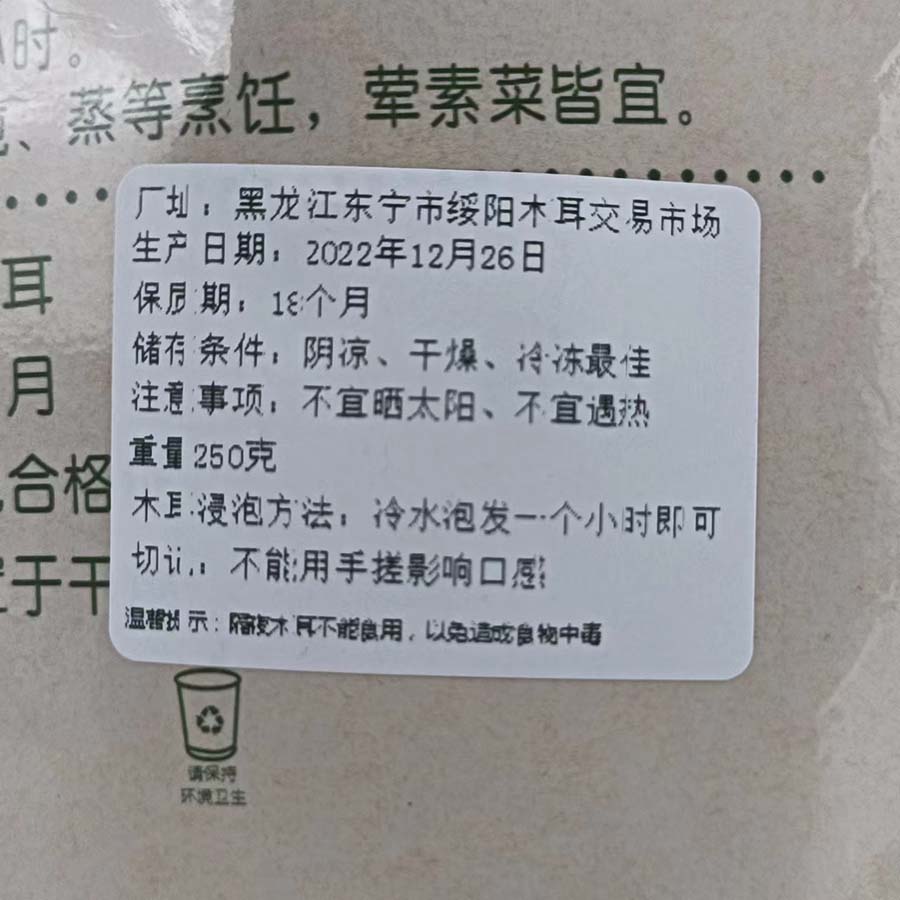 小时。
、蒸等烹饪，荤素菜皆宜。
厂址：黑龙江东宁市绥阳木耳交易市场
生产日期：2022年12月26日
耳
保质期：18个月
储存条件：阴凉、干燥、冷冻最佳
月
注意事项：不宜晒太阳、不宜遇热
重量250克
合格
木耳浸泡方法：冷水泡发一个小时即可
切记：不能用手搓影响口感
于干
温馨提示：隔夜木耳不能食用，以免造成食物中毒
请保持
环境卫生